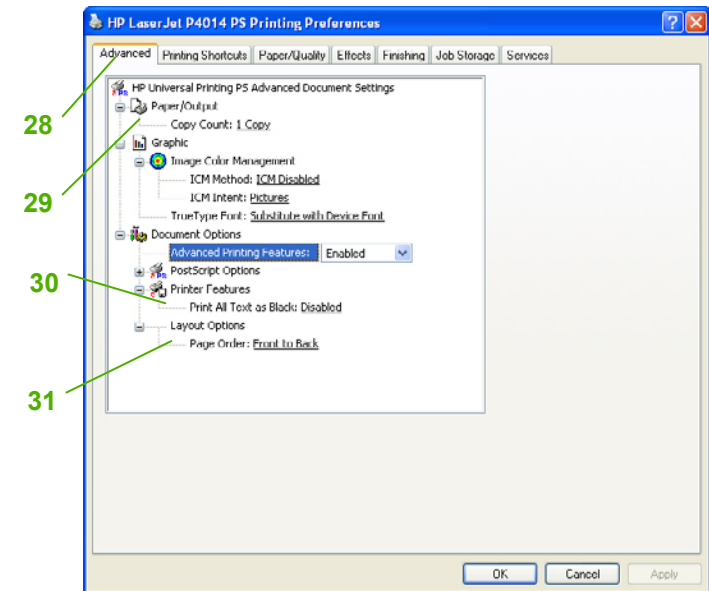 HP LaserJet P4014 PS Printing Preferences
Advanced Printing Shortcuts Paper/Quality Effects Finishing Job Storage Services
HP Universal Printing PS Advanced Document Settings
28
Paper/Output
Copy Count: 1 Copy
Graphic
Image Color Management
ICM Method: ICM Disabled
29
ICM Intent: Pictures
TrueType Font: Substitute with Device Font
Document Options
Advanced Printing Features: Enabled
PostScript Options
30
Printer Features
Print All Text as Black: Disabled
Layout Options
Page Order: Front to Back
31
OK Cancel Apply